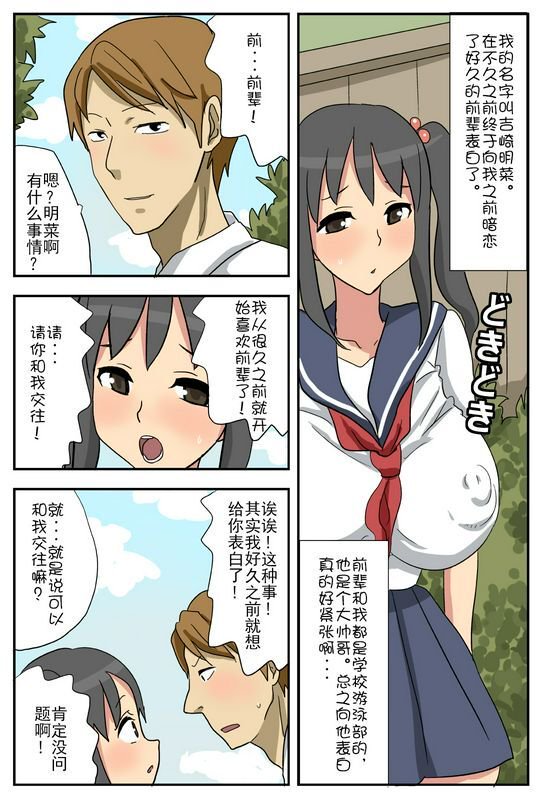 我的名字叫吉崎明菜。
在不久之前终于向我之前暗恋
了好久的前辈表白了。
どきどき
前辈和我都是学校游泳部的，
他是个大帅哥。总之向他表白
真的好紧张啊···
前···前辈！
嗯？明菜啊
有什么事情？
我从很久之前就开
始喜欢前辈了！
请···
请你和我交往！
诶诶！这种事！
其实我好久之前就想
给你表白了！
就···就是说可以
和我交往嘛？
肯定没问
题啊！